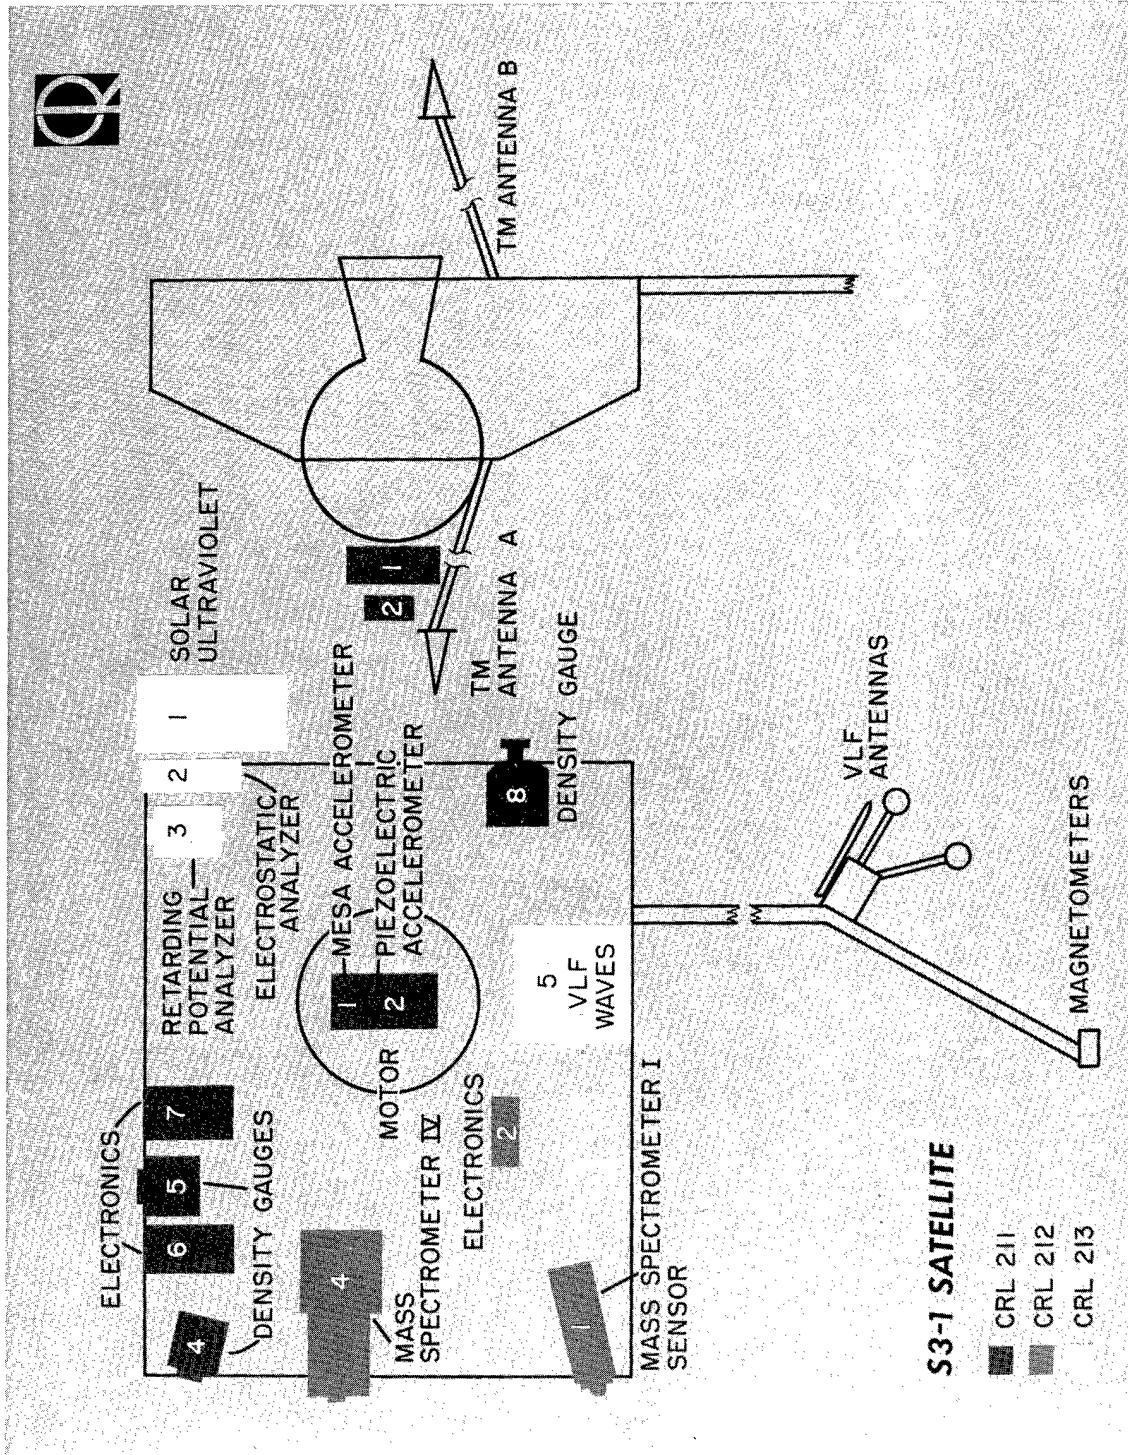 ELECTRONICS
6
5
7
4
DENSITY GAUGES
RETARDING
POTENTIAL
ANALYZER
3
2
1
SOLAR
ULTRAVIOLET
ELECTROSTATIC
ANALYZER
4
MASS
SPECTROMETER IV
MOTOR
1
2
MESA ACCELEROMETER
PIEZOELECTRIC
ACCELEROMETER
2
1
TM
ANTENNA A
TM ANTENNA B
ELECTRONICS
2
8
DENSITY GAUGE
5
VLF
WAVES
1
MASS SPECTROMETER I
SENSOR
VLF
ANTENNAS
MAGNETOMETERS
S3-1 SATELLITE
CRL 211
CRL 212
CRL 213